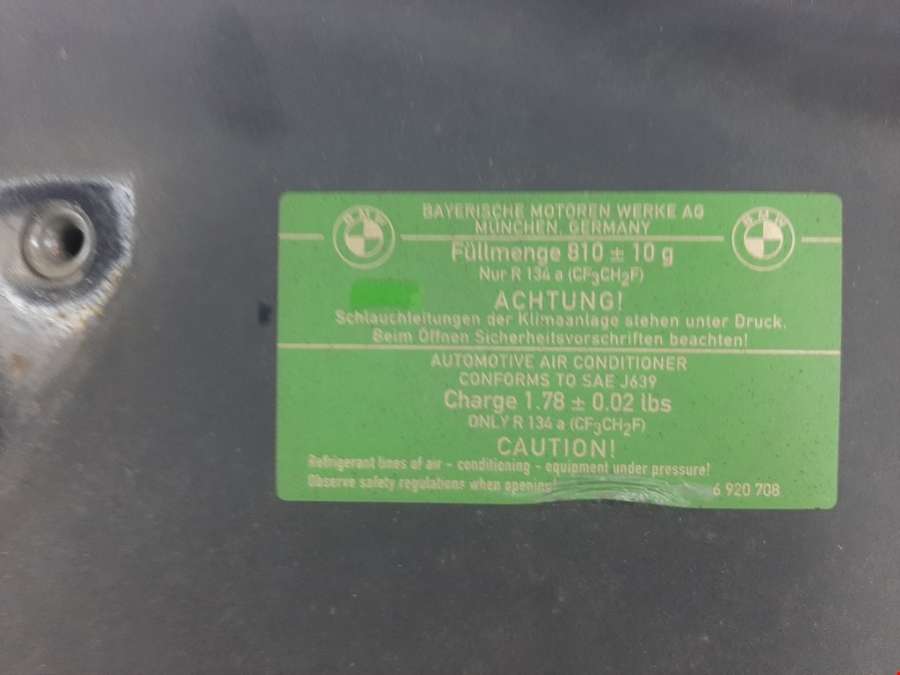 BMW
BMW
BAYERISCHE MOTOREN WERKE AG
MÜNCHEN, GERMANY
Füllmenge 810 ± 10 g
Nur R 134 a (CF₃CH₂F)
ACHTUNG!
Schlauchleitungen der Klimaanlage stehen unter Druck.
Beim Öffnen Sicherheitsvorschriften beachten!
AUTOMOTIVE AIR CONDITIONER
CONFORMS TO SAE J639
Charge 1.78 ± 0.02 lbs
ONLY R 134 a (CF₃CH₂F)
CAUTION!
Refrigerant lines of air - conditioning - equipment under pressure!
Observe safety regulations when opening!
6 920 708